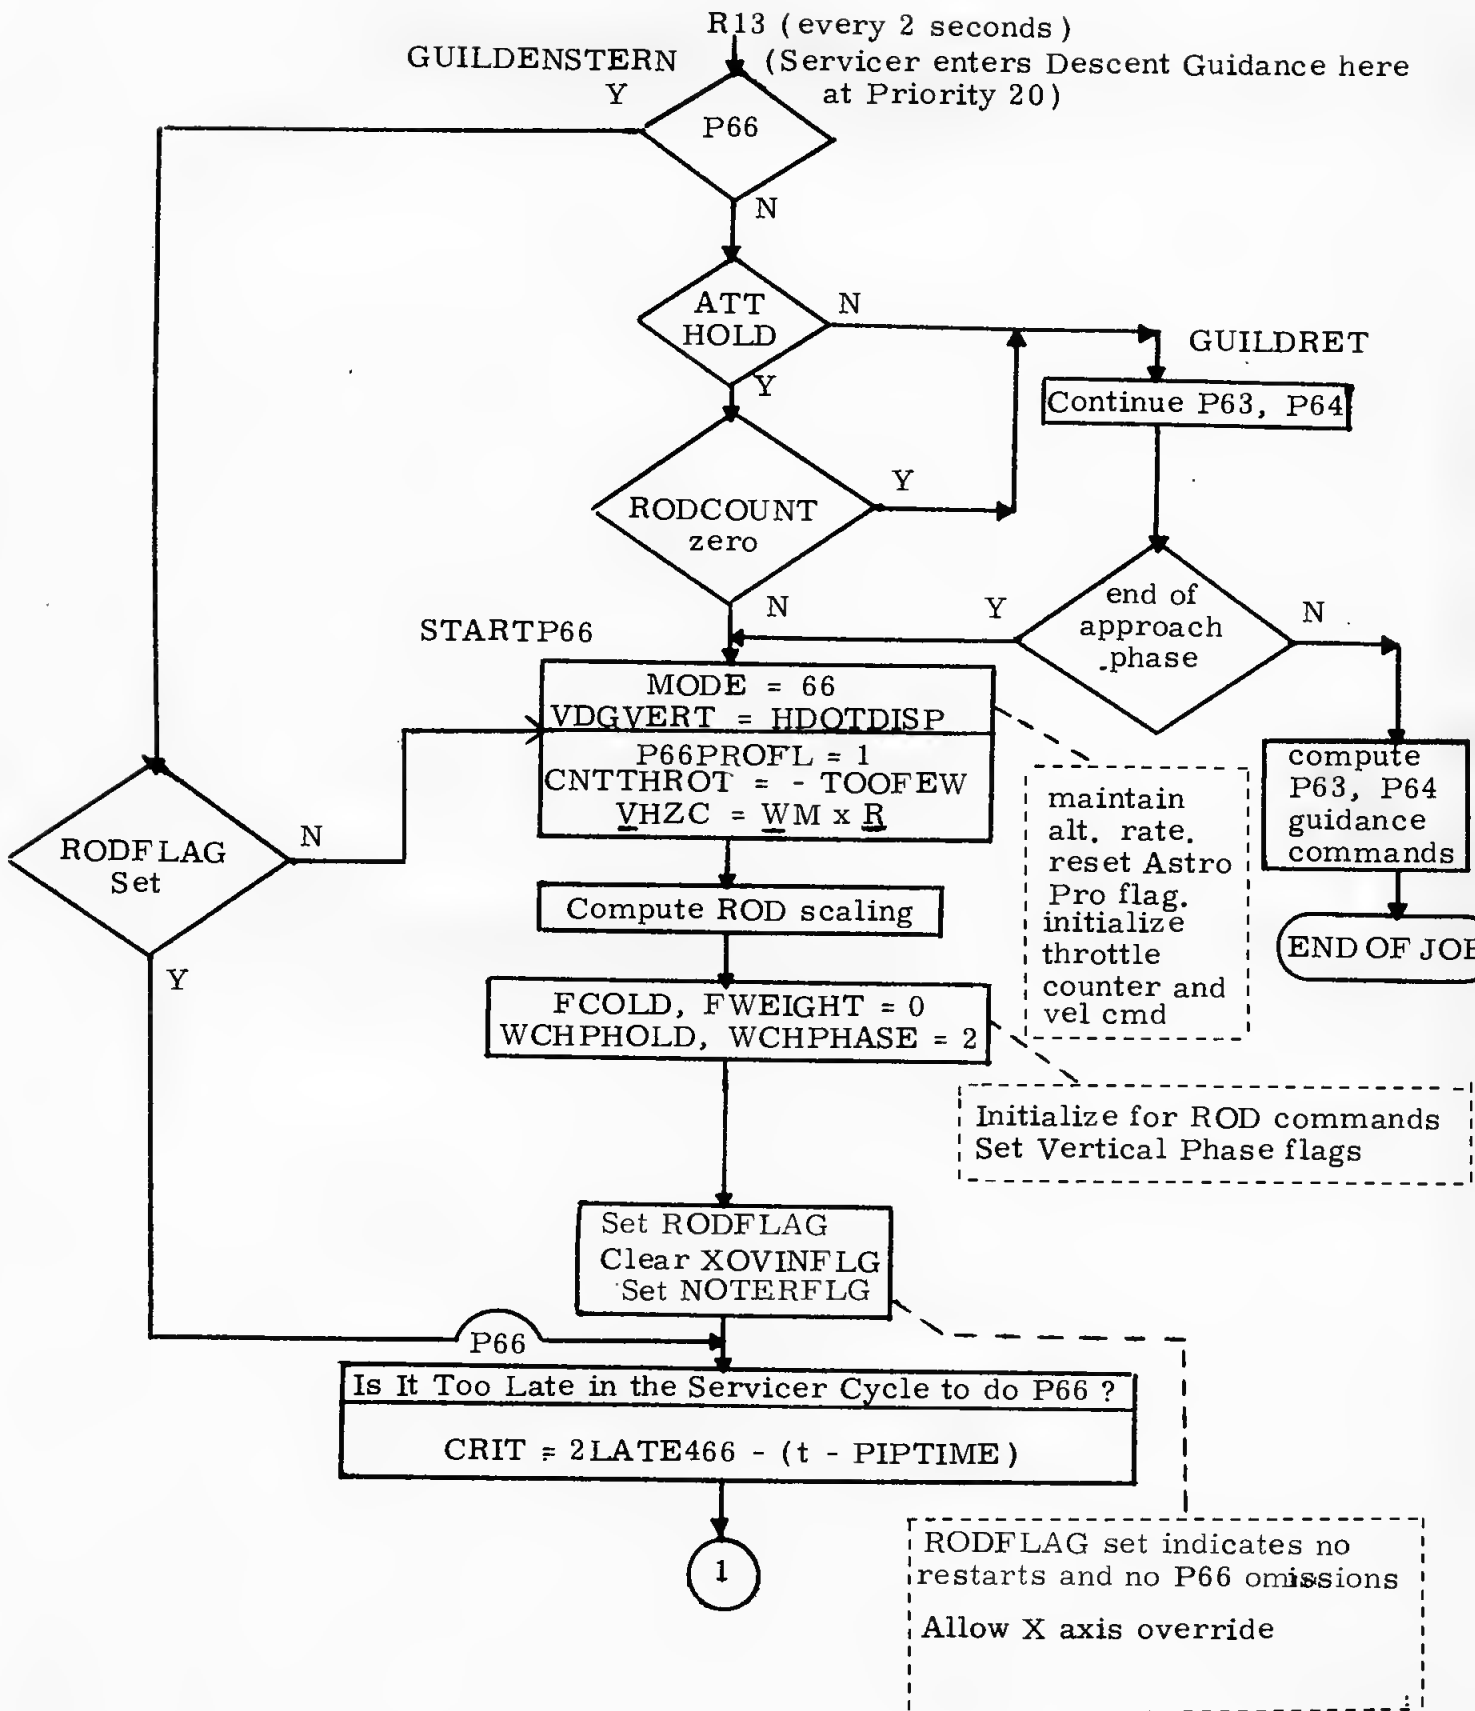 R13 (every 2 seconds)
GUILDENSTERN
(Servicer enters Descent Guidance here
at Priority 20)
Y
P66
N
ATT
HOLD
N
Y
GUILDRET
Continue P63, P64
RODCOUNT
zero
Y
N
end of
approach
phase
Y
N
STARTP66
MODE = 66
VDGVERT = HDOTDISP
P66PROFL = 1
CNTTHROT = - TOOFEW
VHZC = WM x R
maintain
alt. rate.
reset Astro
Pro flag.
initialize
throttle
counter and
vel cmd
compute
P63, P64
guidance
commands
END OF JOB
RODFLAG
Set
N
Y
Compute ROD scaling
FCOLD, FWEIGHT = 0
WCHPHOLD, WCHPHASE = 2
Initialize for ROD commands
Set Vertical Phase flags
Set RODFLAG
Clear XOVINFLG
Set NOTERFLG
P66
Is It Too Late in the Servicer Cycle to do P66 ?
CRIT = 2LATE466 - (t - PIPTIME)
1
RODFLAG set indicates no
restarts and no P66 omissions
Allow X axis override